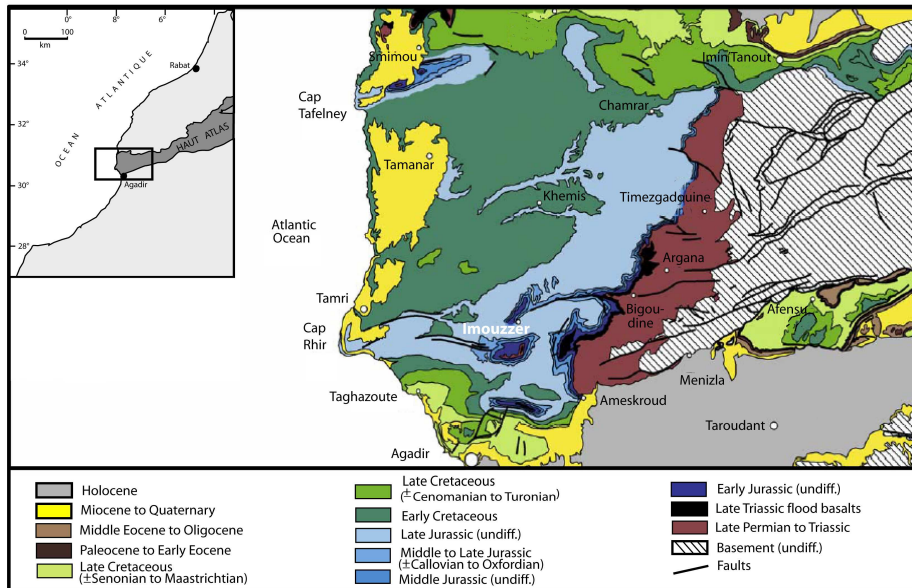 0 100
km
34°
32°
30°
28°
12°
8°
4°
OCEAN ATLANTIQUE
Rabat
HAUT ATLAS
Agadir
Smimou
Imin Tanout
Cap
Tafelney
Chamrar
Tamanar
Khemis
Timezgadouine
Atlantic
Ocean
Argana
Tamri
Bigou-
dine
Afensu
Imouzzer
Cap
Rhir
Menizla
Taghazoute
Ameskroud
Taroudant
Agadir
Holocene
Miocene to Quaternary
Middle Eocene to Oligocene
Paleocene to Early Eocene
Late Cretaceous
(±Senonian to Maastrichtian)
Late Cretaceous
(± Cenomanian to Turonian)
Early Cretaceous
Late Jurassic (undiff.)
Middle to Late Jurassic
(±Callovian to Oxfordian)
Middle Jurassic (undiff.)
Early Jurassic (undiff.)
Late Triassic flood basalts
Late Permian to Triassic
Basement (undiff.)
Faults